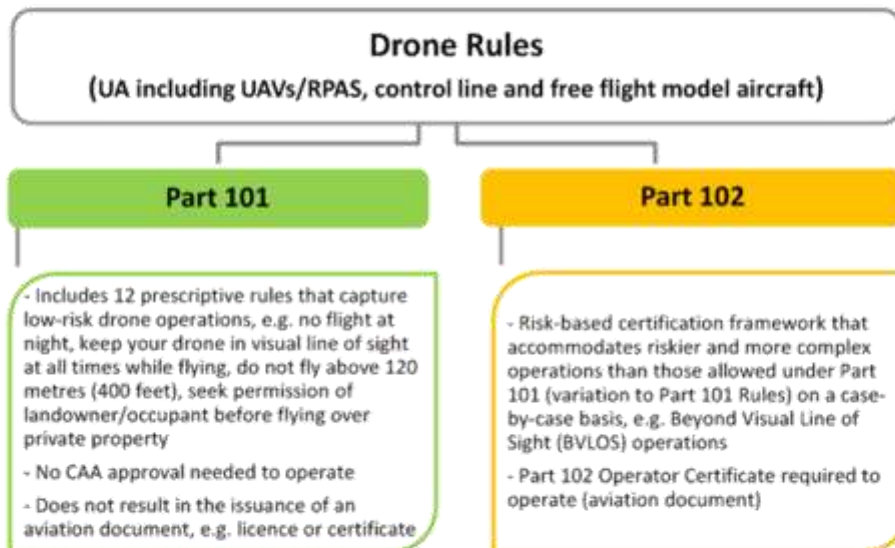 Drone Rules
(UA including UAVs/RPAS, control line and free flight model aircraft)
Part 101
- Includes 12 prescriptive rules that capture
low-risk drone operations, e.g. no flight at
night, keep your drone in visual line of sight
at all times while flying, do not fly above 120
metres (400 feet), seek permission of
landowner/occupant before flying over
private property
- No CAA approval needed to operate
- Does not result in the issuance of an
aviation document, e.g. licence or certificate
Part 102
- Risk-based certification framework that
accommodates riskier and more complex
operations than those allowed under Part
101 (variation to Part 101 Rules) on a case-
by-case basis, e.g. Beyond Visual Line of
Sight (BVLOS) operations
- Part 102 Operator Certificate required to
operate (aviation document)